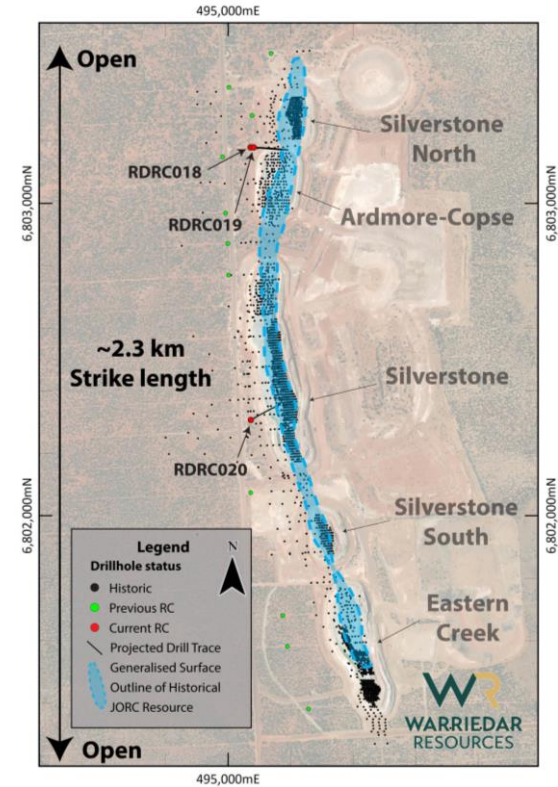 495,000mE
Open
Silverstone
North
RDRC018
RDRC019
Ardmore-Copse
6,803,000mN
6,803,000mN
~2.3 km
Strike length
Silverstone
RDRC020
Silverstone
South
6,802,000mN
6,802,000mN
Legend
N
Drillhole status
Historic
Previous RC
Current RC
Projected Drill Trace
Generalised Surface
Outline of Historical
JORC Resource
Eastern
Creek
WR
WARRIEDAR
RESOURCES
Open
495,000mE